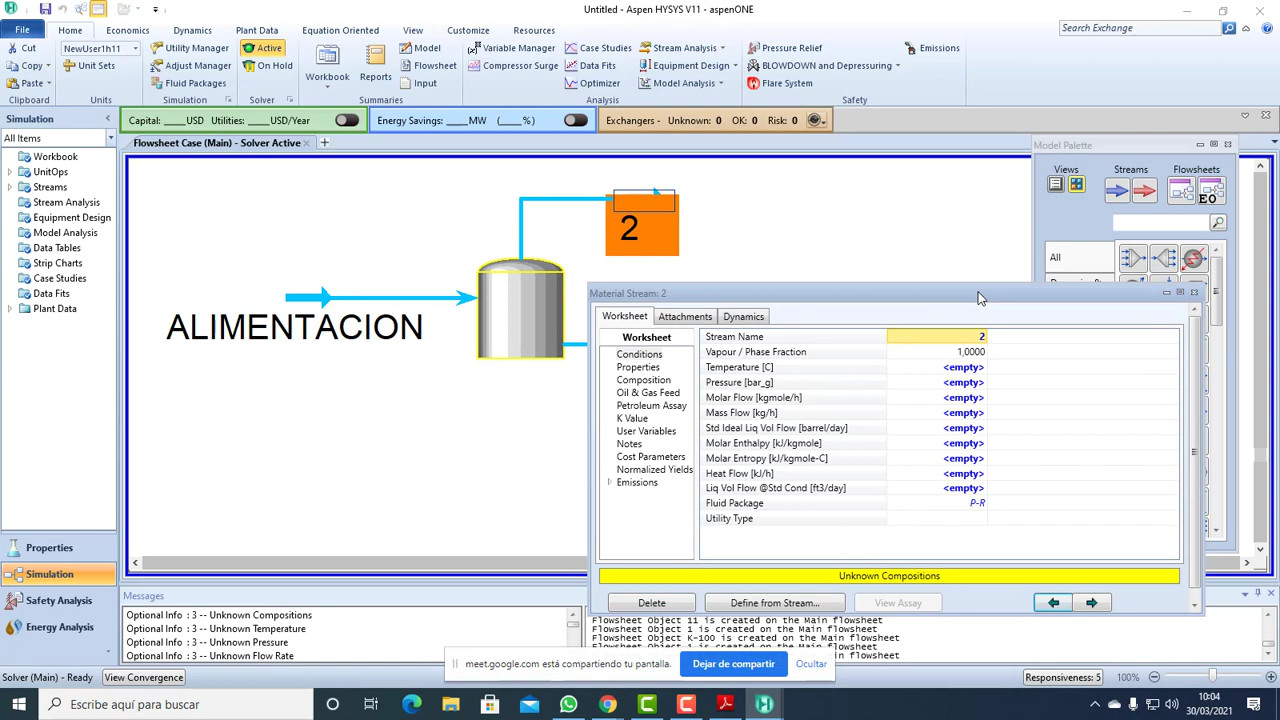 Untitled - Aspen HYSYS V11 - aspenONE
File
Home
Economics
Dynamics
Plant Data
Equation Oriented
View
Customize
Resources
Search Exchange
Cut
Copy
Paste
Clipboard
NewUser1h11
Unit Sets
Units
Utility Manager
Adjust Manager
Fluid Packages
Simulation
Active
On Hold
Solver
Workbook
Reports
Model
Flowsheet
Input
Summaries
Variable Manager
Compressor Surge
Case Studies
Data Fits
Optimizer
Stream Analysis
Equipment Design
Model Analysis
Analysis
Pressure Relief
BLOWDOWN and Depressuring
Flare System
Emissions
Safety
Simulation
Capital: ____USD Utilities: ____USD/Year
Energy Savings: ____MW (____%)
Exchangers - Unknown: 0 OK: 0 Risk: 0
All Items
Flowsheet Case (Main) - Solver Active
Workbook
UnitOps
Streams
Stream Analysis
Equipment Design
Model Analysis
Data Tables
Strip Charts
Case Studies
Data Fits
Plant Data
Model Palette
Views
Streams
Flowsheets
EO
All
2
ALIMENTACION
Material Stream: 2
Worksheet
Attachments
Dynamics
Worksheet
Conditions
Properties
Composition
Oil & Gas Feed
Petroleum Assay
K Value
User Variables
Notes
Cost Parameters
Normalized Yields
Emissions
Stream Name 2
Vapour / Phase Fraction 1,0000
Temperature [C] <empty>
Pressure [bar_g] <empty>
Molar Flow [kgmole/h] <empty>
Mass Flow [kg/h] <empty>
Std Ideal Liq Vol Flow [barrel/day] <empty>
Molar Enthalpy [kJ/kgmole] <empty>
Molar Entropy [kJ/kgmole-C] <empty>
Heat Flow [kJ/h] <empty>
Liq Vol Flow @Std Cond [ft3/day] <empty>
Fluid Package P-R
Utility Type
Unknown Compositions
Delete
Define from Stream...
View Assay
Properties
Simulation
Safety Analysis
Energy Analysis
Messages
Optional Info : 3 -- Unknown Compositions
Optional Info : 3 -- Unknown Temperature
Optional Info : 3 -- Unknown Pressure
Optional Info : 3 -- Unknown Flow Rate
Flowsheet Object 11 is created on the Main flowsheet
Flowsheet Object K-100 is created on the Main flowsheet
meet.google.com está compartiendo tu pantalla.
Dejar de compartir
Ocultar
Solver (Main) - Ready
View Convergence
Responsiveness: 5
100%
Escribe aquí para buscar
10:04
30/03/2021